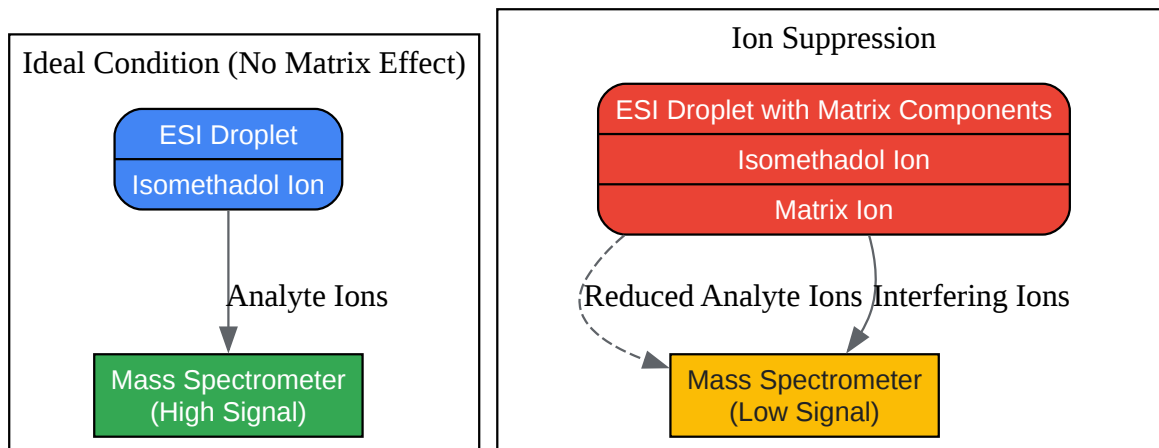 Ideal Condition (No Matrix Effect)
ESI Droplet
Isomethadol Ion
Analyte Ions
Mass Spectrometer
(High Signal)
Ion Suppression
ESI Droplet with Matrix Components
Isomethadol Ion
Matrix Ion
Reduced Analyte Ions
Interfering Ions
Mass Spectrometer
(Low Signal)